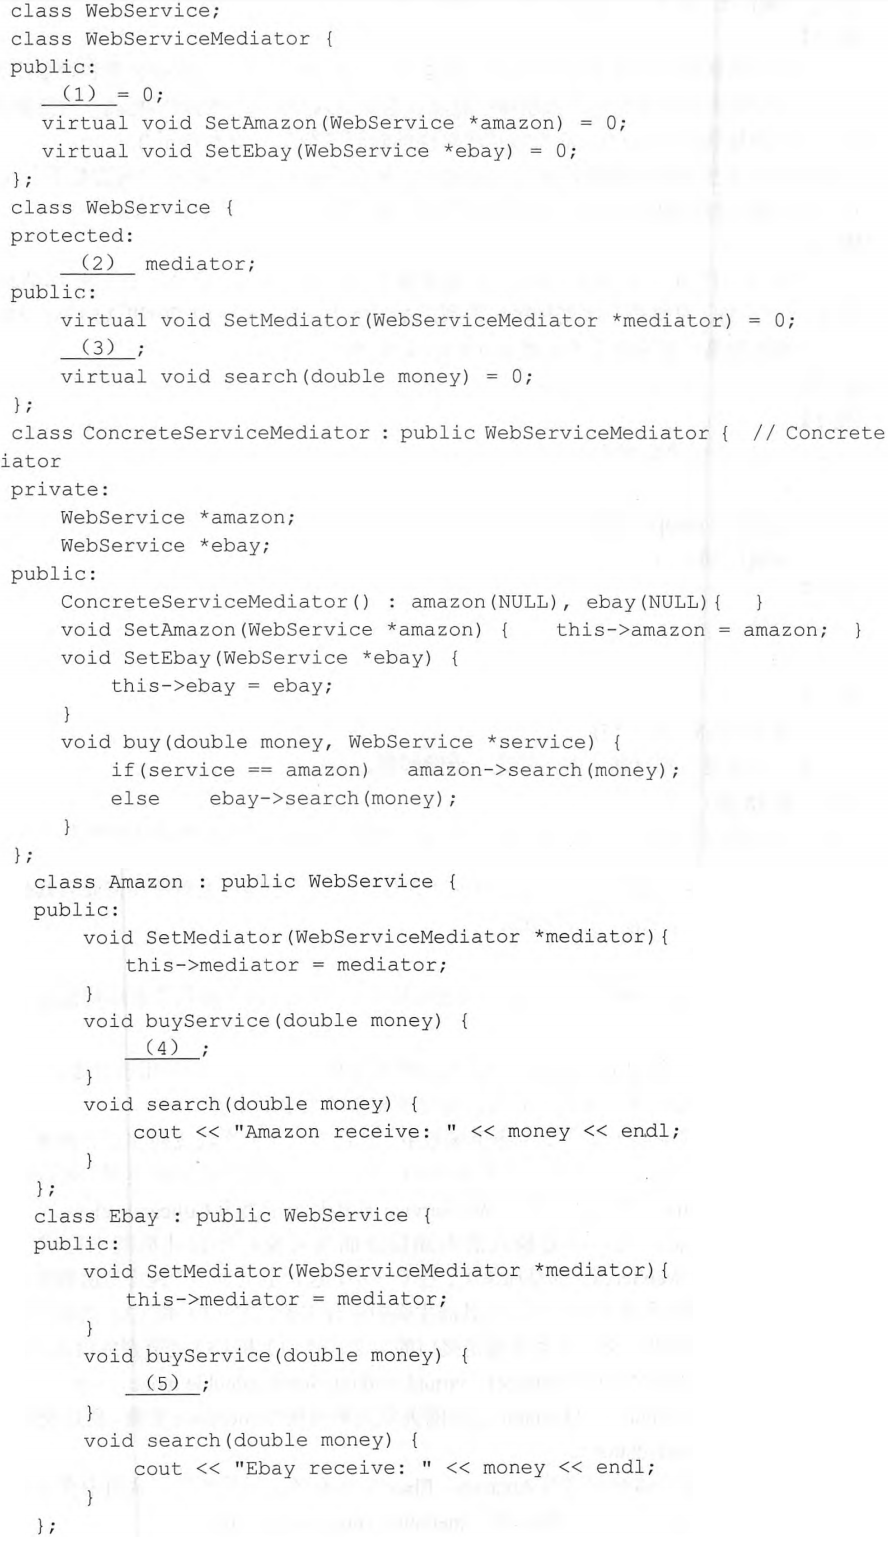 class WebService;
class WebServiceMediator {
public:
(1) = 0;
virtual void SetAmazon(WebService *amazon) = 0;
virtual void SetEbay(WebService *ebay) = 0;
};
class WebService {
protected:
(2) mediator;
public:
virtual void SetMediator(WebServiceMediator *mediator) = 0;
(3) ;
virtual void search(double money) = 0;
};
class ConcreteServiceMediator : public WebServiceMediator { // Concrete
iator
private:
WebService *amazon;
WebService *ebay;
public:
ConcreteServiceMediator() : amazon(NULL), ebay(NULL){ }
void SetAmazon(WebService *amazon) { this->amazon = amazon; }
void SetEbay(WebService *ebay) {
this->ebay = ebay;
}
void buy(double money, WebService *service) {
if(service == amazon) amazon->search(money);
else ebay->search(money);
}
};
class Amazon : public WebService {
public:
void SetMediator(WebServiceMediator *mediator){
this->mediator = mediator;
}
void buyService(double money) {
(4) ;
}
void search(double money) {
cout << "Amazon receive: " << money << endl;
}
};
class Ebay : public WebService {
public:
void SetMediator(WebServiceMediator *mediator){
this->mediator = mediator;
}
void buyService(double money) {
(5) ;
}
void search(double money) {
cout << "Ebay receive: " << money << endl;
}
};